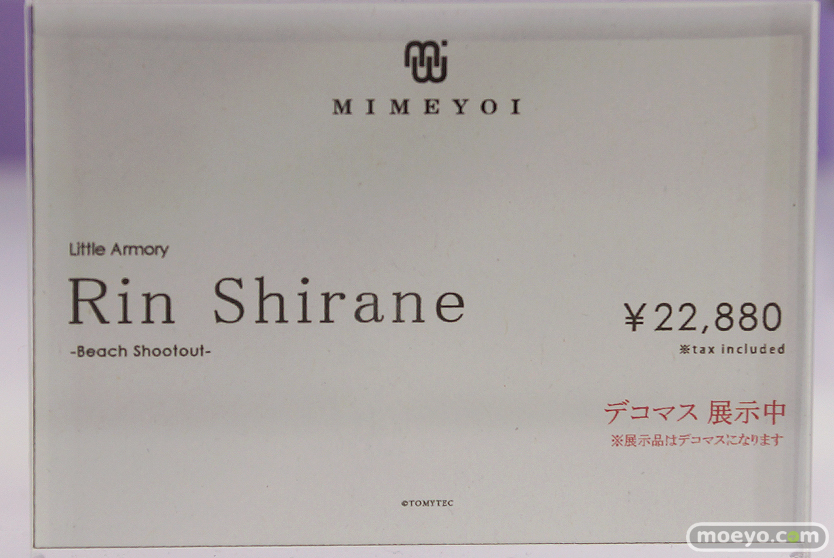 MIMEYOI
Little Armory
Rin Shirane
-Beach Shootout-
¥22,880
※tax included
デコマス 展示中
※展示品はデコマスになります
©TOMYTEC
moeyo.com